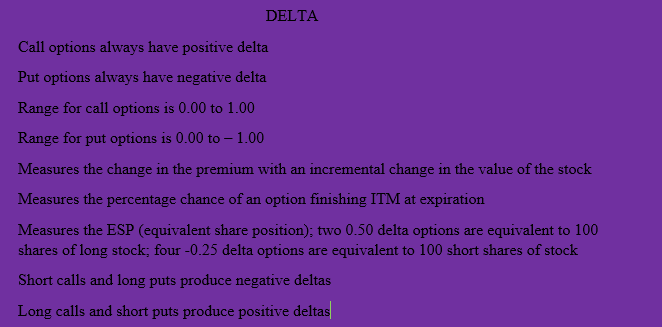 DELTA
Call options always have positive delta
Put options always have negative delta
Range for call options is 0.00 to 1.00
Range for put options is 0.00 to – 1.00
Measures the change in the premium with an incremental change in the value of the stock
Measures the percentage chance of an option finishing ITM at expiration
Measures the ESP (equivalent share position); two 0.50 delta options are equivalent to 100
shares of long stock; four -0.25 delta options are equivalent to 100 short shares of stock
Short calls and long puts produce negative deltas
Long calls and short puts produce positive deltas